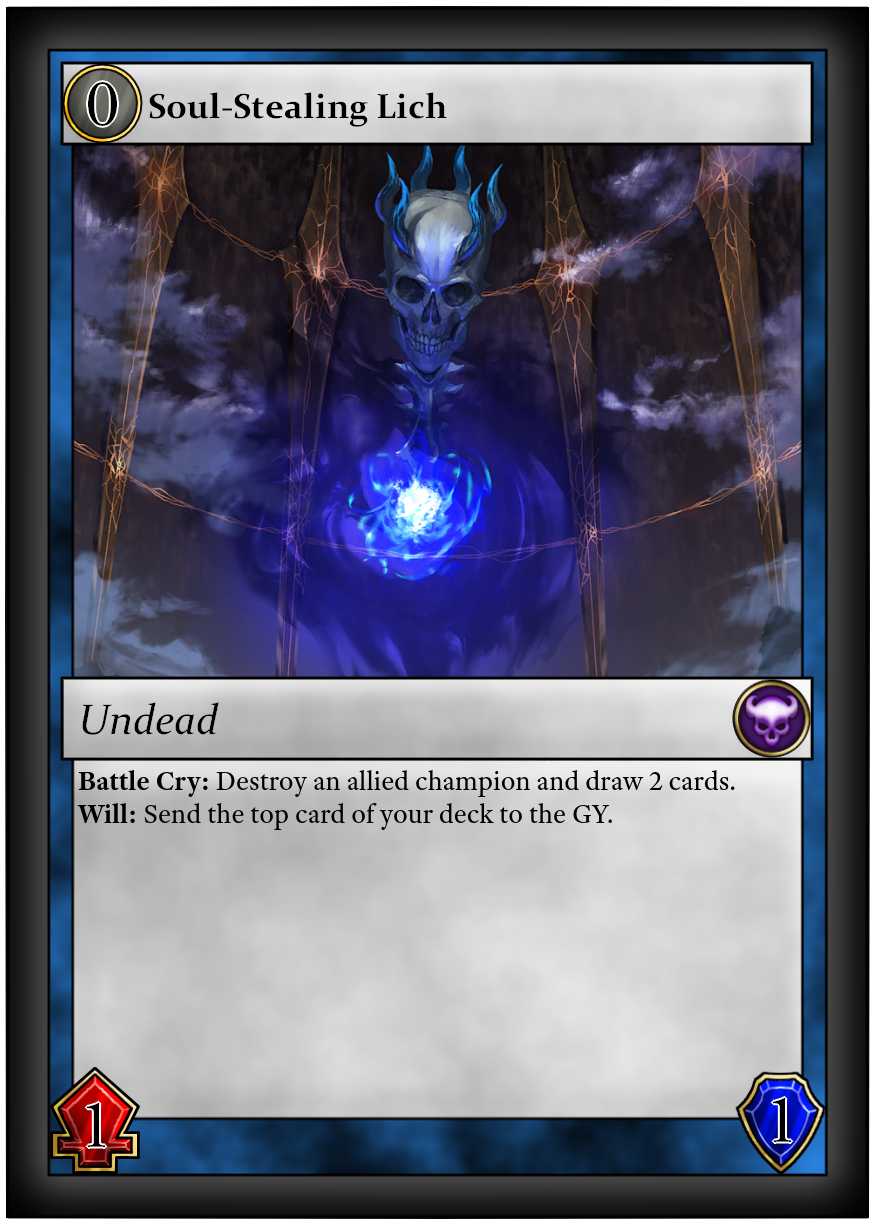 0
Soul-Stealing Lich
Undead
Battle Cry: Destroy an allied champion and draw 2 cards.
Will: Send the top card of your deck to the GY.
1
1